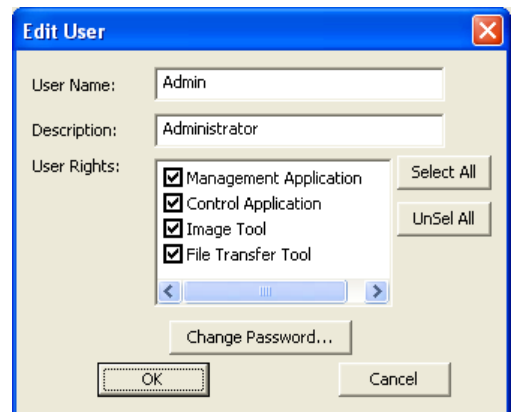 Edit User
User Name: Admin
Description: Administrator
User Rights:
Management Application
Control Application
Image Tool
File Transfer Tool
Select All
UnSel All
Change Password...
OK Cancel